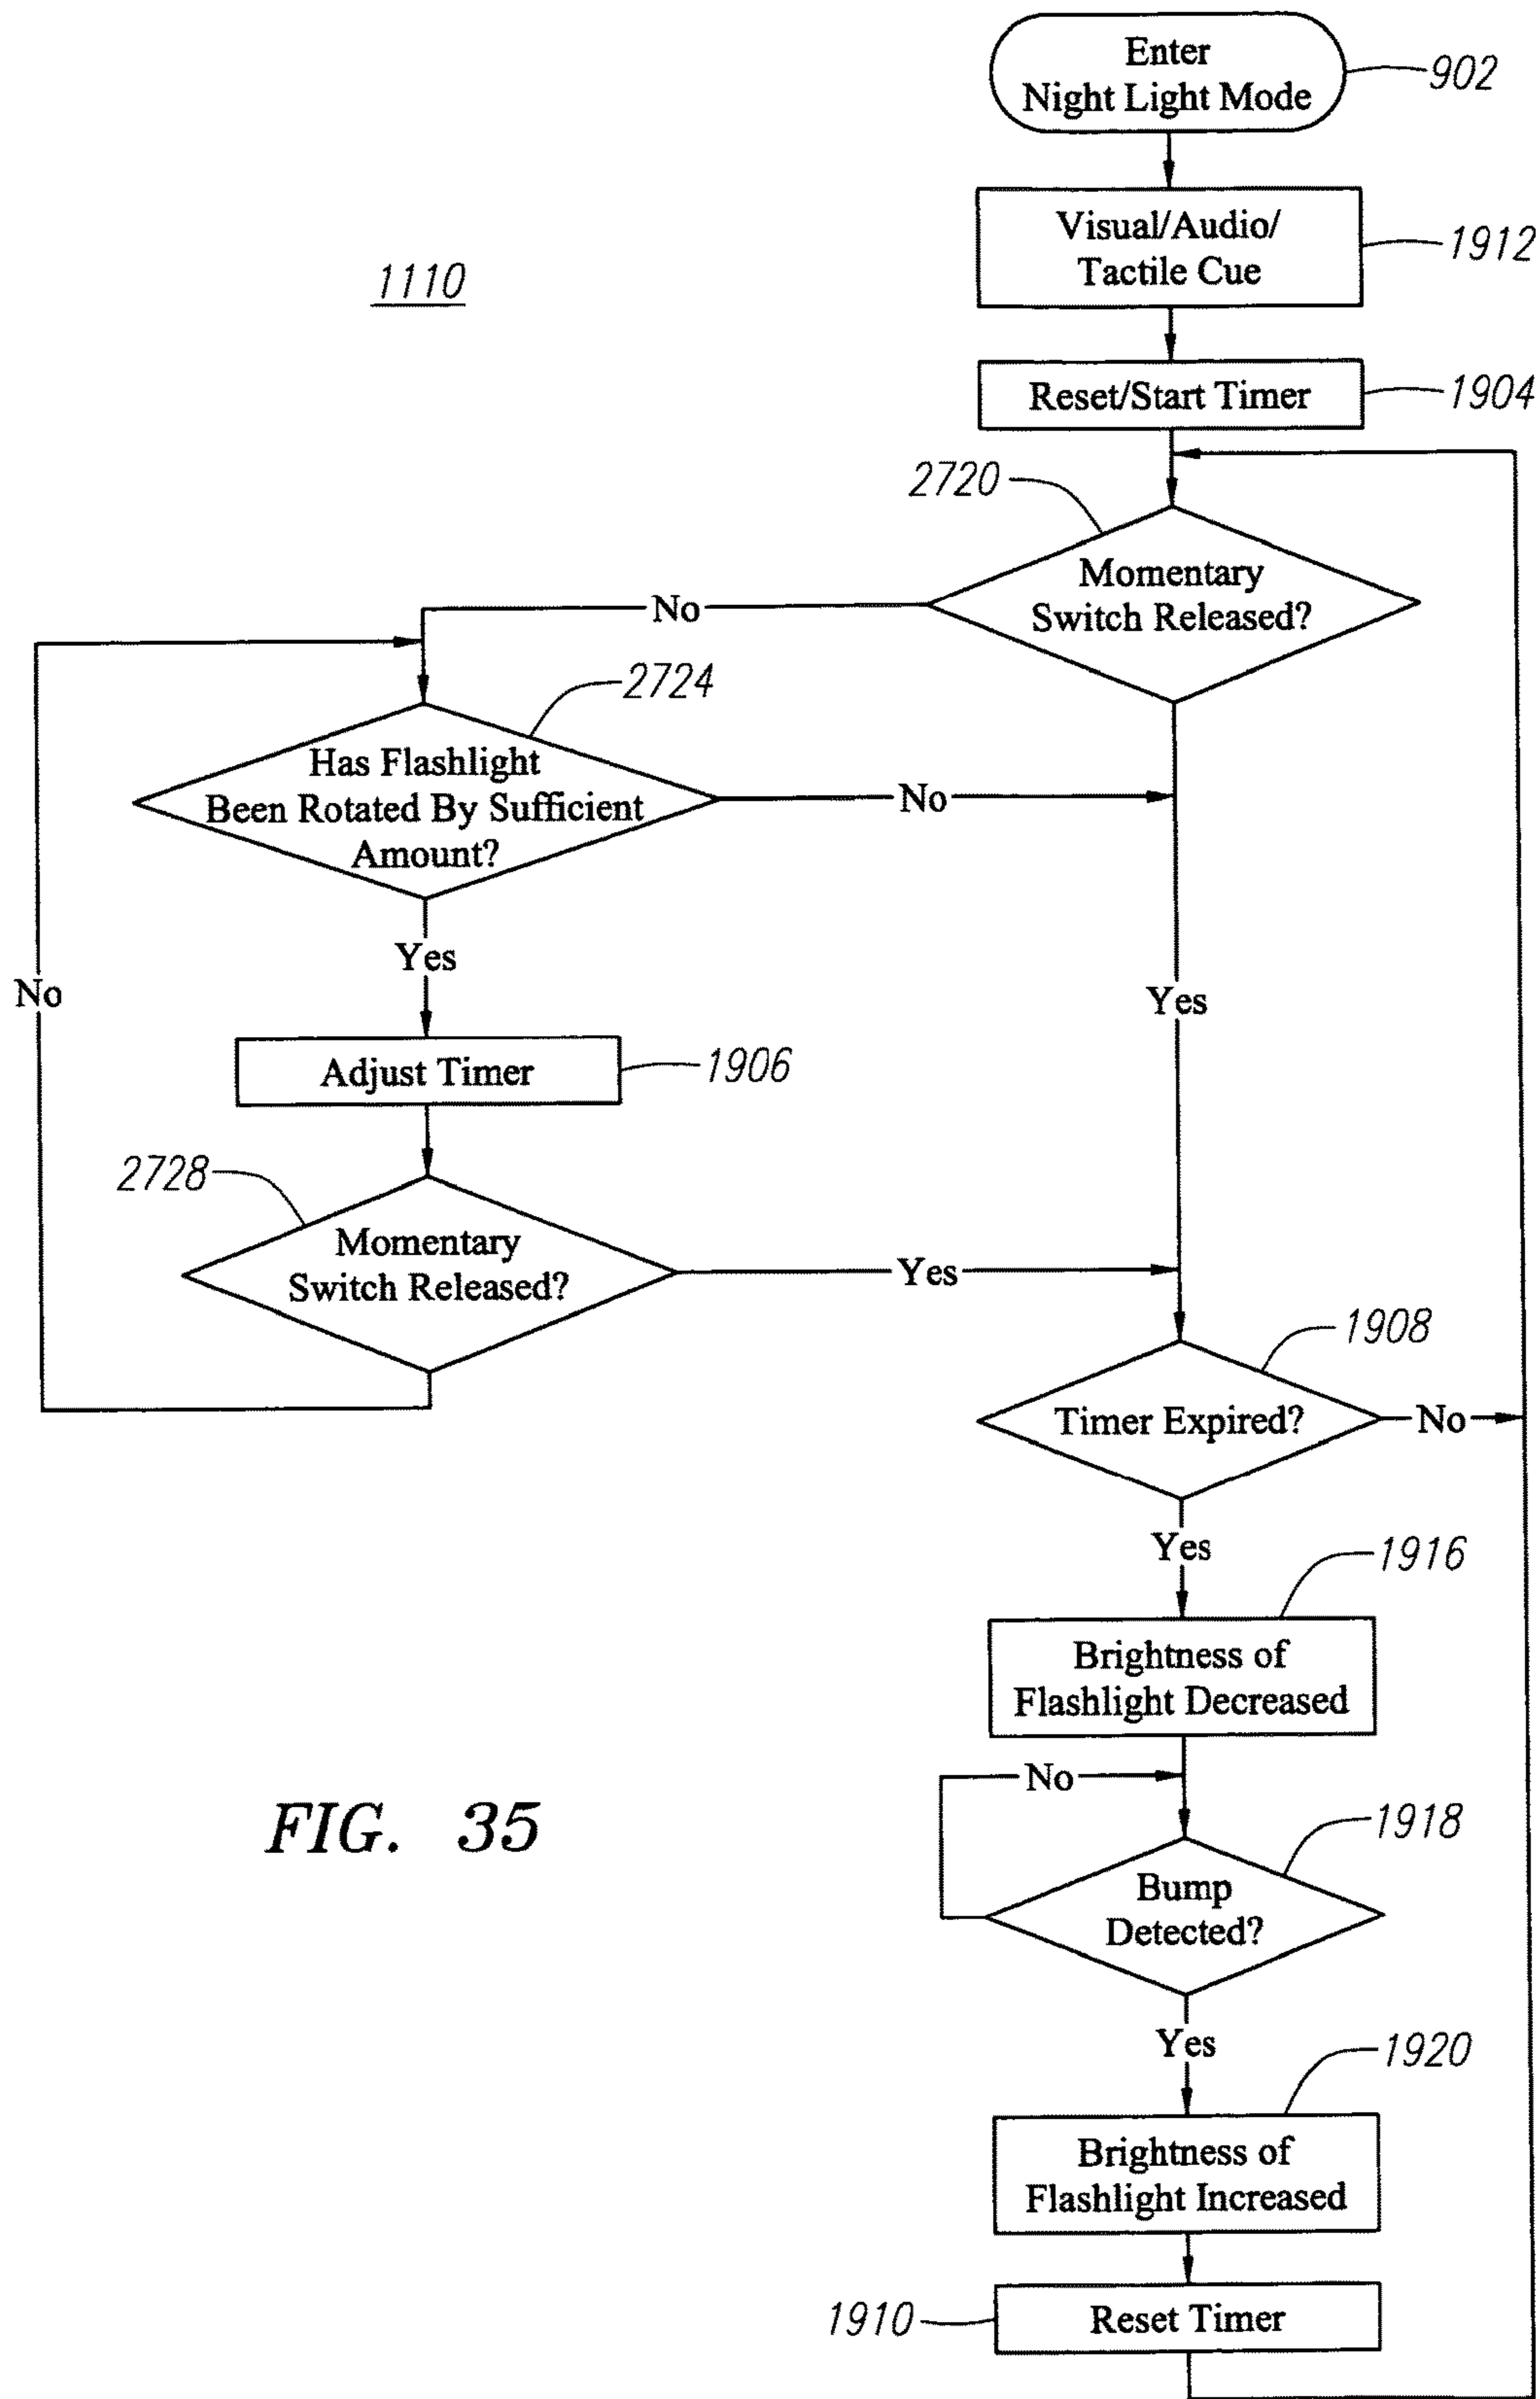 Enter
Night Light Mode
902
Visual/Audio/
Tactile Cue
1912
1110
Reset/Start Timer
1904
2720
Momentary
Switch Released?
No
2724
Has Flashlight
Been Rotated By Sufficient
Amount?
No
Yes
No
Yes
Adjust Timer
1906
2728
Momentary
Switch Released?
Yes
1908
Timer Expired?
No
Yes
1916
Brightness of
Flashlight Decreased
No
1918
Bump
Detected?
FIG. 35
Yes
1920
Brightness of
Flashlight Increased
1910
Reset Timer